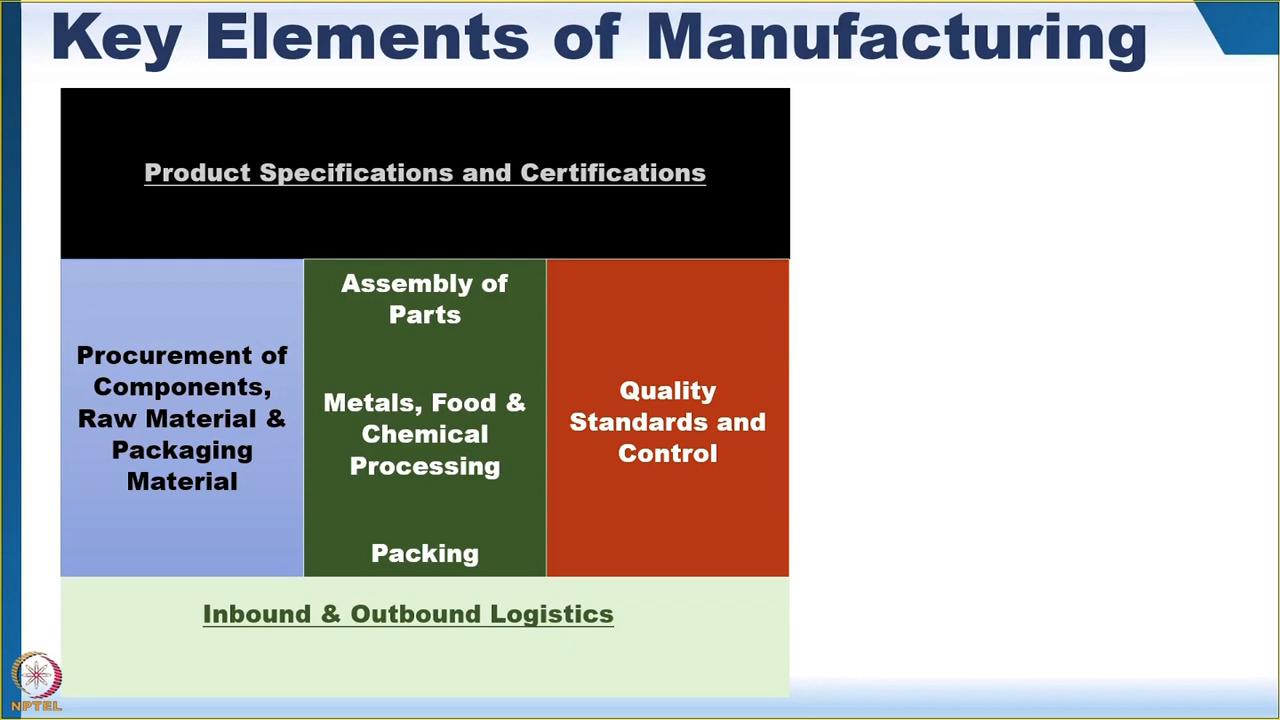 Key Elements of Manufacturing
Product Specifications and Certifications
Procurement of
Components,
Raw Material &
Packaging
Material
Assembly of
Parts
Metals, Food &
Chemical
Processing
Packing
Quality
Standards and
Control
Inbound & Outbound Logistics
NPTEL